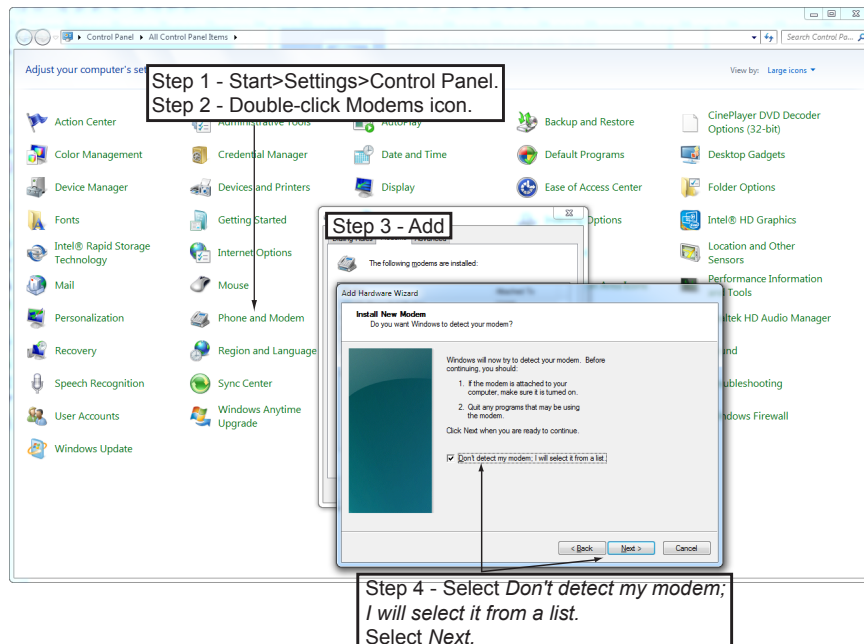 Control Panel ▸ All Control Panel Items ▸
Search Control Pa...
Adjust your computer's set
View by: Large icons
Step 1 - Start>Settings>Control Panel.
Step 2 - Double-click Modems icon.
Action Center
Administrative Tools
AutoPlay
Backup and Restore
CinePlayer DVD Decoder
Options (32-bit)
Color Management
Credential Manager
Date and Time
Default Programs
Desktop Gadgets
Device Manager
Devices and Printers
Display
Ease of Access Center
Folder Options
Fonts
Getting Started
Options
Intel® HD Graphics
Step 3 - Add
Intel® Rapid Storage
Technology
Internet Options
Location and Other
Sensors
The following modems are installed:
Mail
Mouse
Performance Information
Tools
Personalization
Phone and Modem
HD Audio Manager
Recovery
Region and Language
Speech Recognition
Sync Center
User Accounts
Windows Anytime
Upgrade
Firewall
Windows Update
Add Hardware Wizard
Install New Modem
Do you want Windows to detect your modem?
Windows will now try to detect your modem. Before
continuing, you should:
1. If the modem is attached to your
computer, make sure it is turned on.
2. Quit any programs that may be using
the modem.
Click Next when you are ready to continue.
Don't detect my modem; I will select it from a list.
< Back
Next >
Cancel
Step 4 - Select Don't detect my modem;
I will select it from a list.
Select Next.